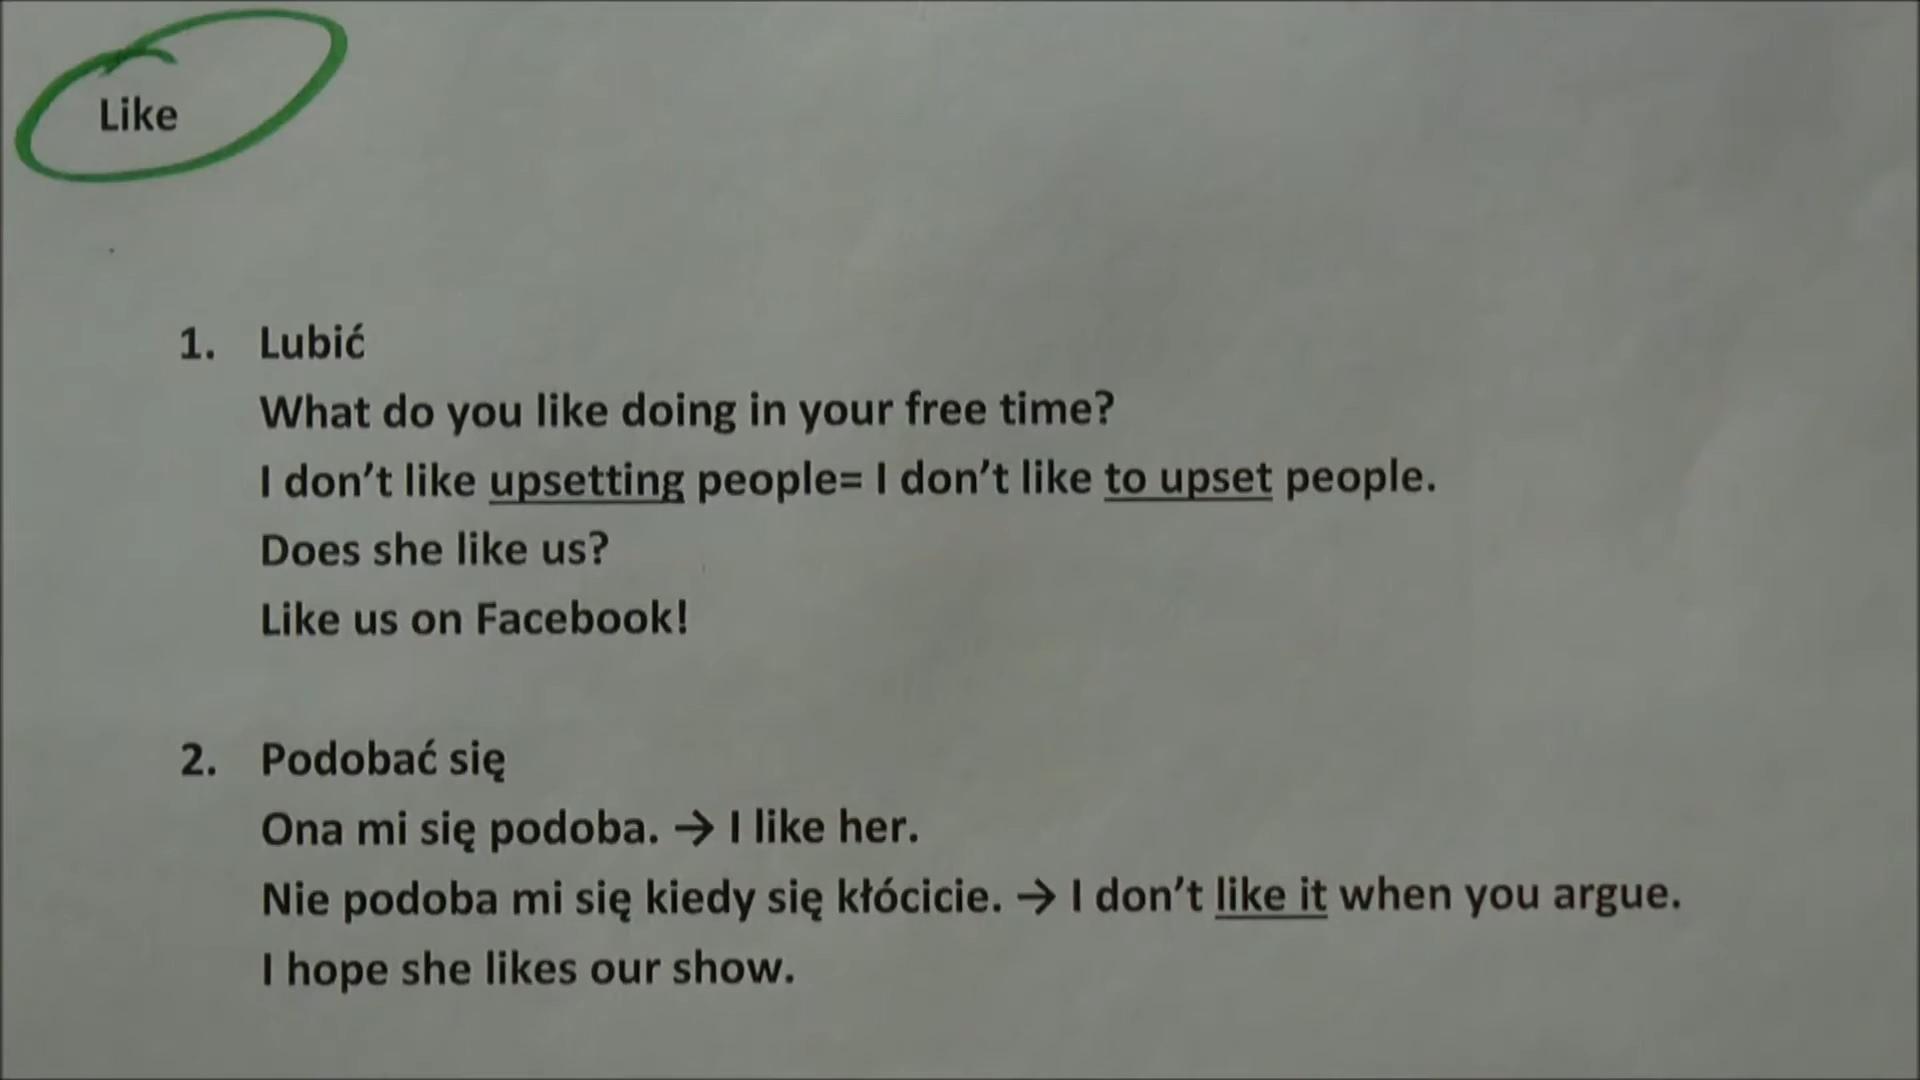 Like
1. Lubić
What do you like doing in your free time?
I don't like upsetting people= I don't like to upset people.
Does she like us?
Like us on Facebook!
2. Podobać się
Ona mi się podoba. → I like her.
Nie podoba mi się kiedy się kłócicie. → I don't like it when you argue.
I hope she likes our show.